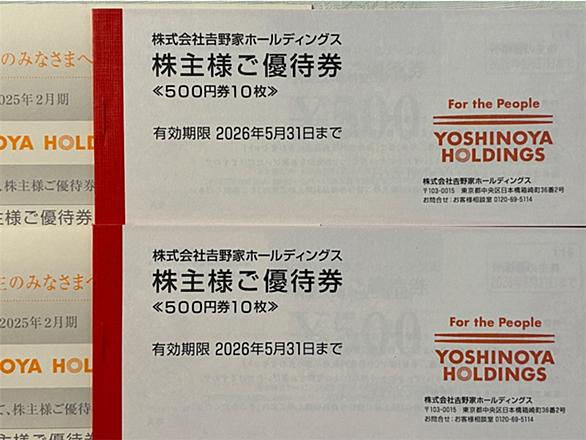 のみなさまへ
2025年2月期
OYA HOLD
、株主様ご優待券
主様ご優待券
株式会社吉野家ホールディングス
株主様ご優待券
≪500円券10枚≫
有効期限 2026年5月31日まで
For the People
YOSHINOYA
HOLDINGS
株式会社吉野家ホールディングス
〒103-0015 東京都中央区日本橋箱崎町36番2号
お問合せ:お客様相談室 0120-69-5114
主のみなさまへ
2025年2月期
OYA HOL
て、株主様ご優待
主様ご優待券
株式会社吉野家ホールディングス
株主様ご優待券
≪500円券10枚≫
有効期限 2026年5月31日まで
For the People
YOSHINOYA
HOLDINGS
株式会社吉野家ホールディングス
〒103-0015 東京都中央区日本橋箱崎町36番2号
お問合せ:お客様相談室 0120-69-5114